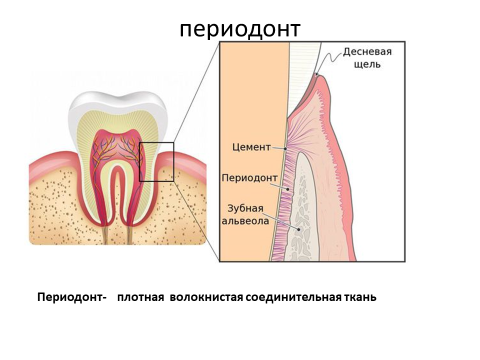 периодонт
Десневая
щель
Цемент
Периодонт
Зубная
альвеола
Периодонт- плотная волокнистая соединительная ткань